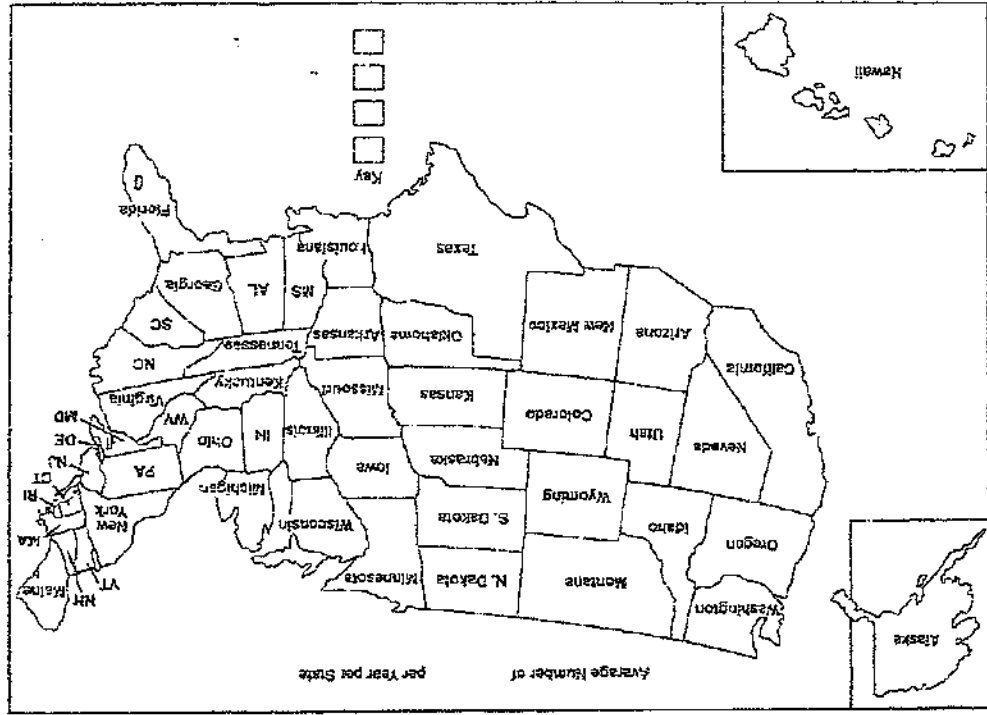 Average Number of per Year per State
Alaska
Washington
Oregon
California
Nevada
Idaho
Montana
Wyoming
Utah
Colorado
Arizona
New Mexico
N. Dakota
S. Dakota
Nebraska
Kansas
Oklahoma
Texas
Minnesota
Iowa
Missouri
Arkansas
Louisiana
Wisconsin
Illinois
Michigan
IN
Ohio
Kentucky
Tennessee
MS
AL
Georgia
Florida
SC
NC
Virginia
WV
PA
New
York
Maine
VT
NH
MA
RI
CT
NJ
DE
MD
Hawaii
Key